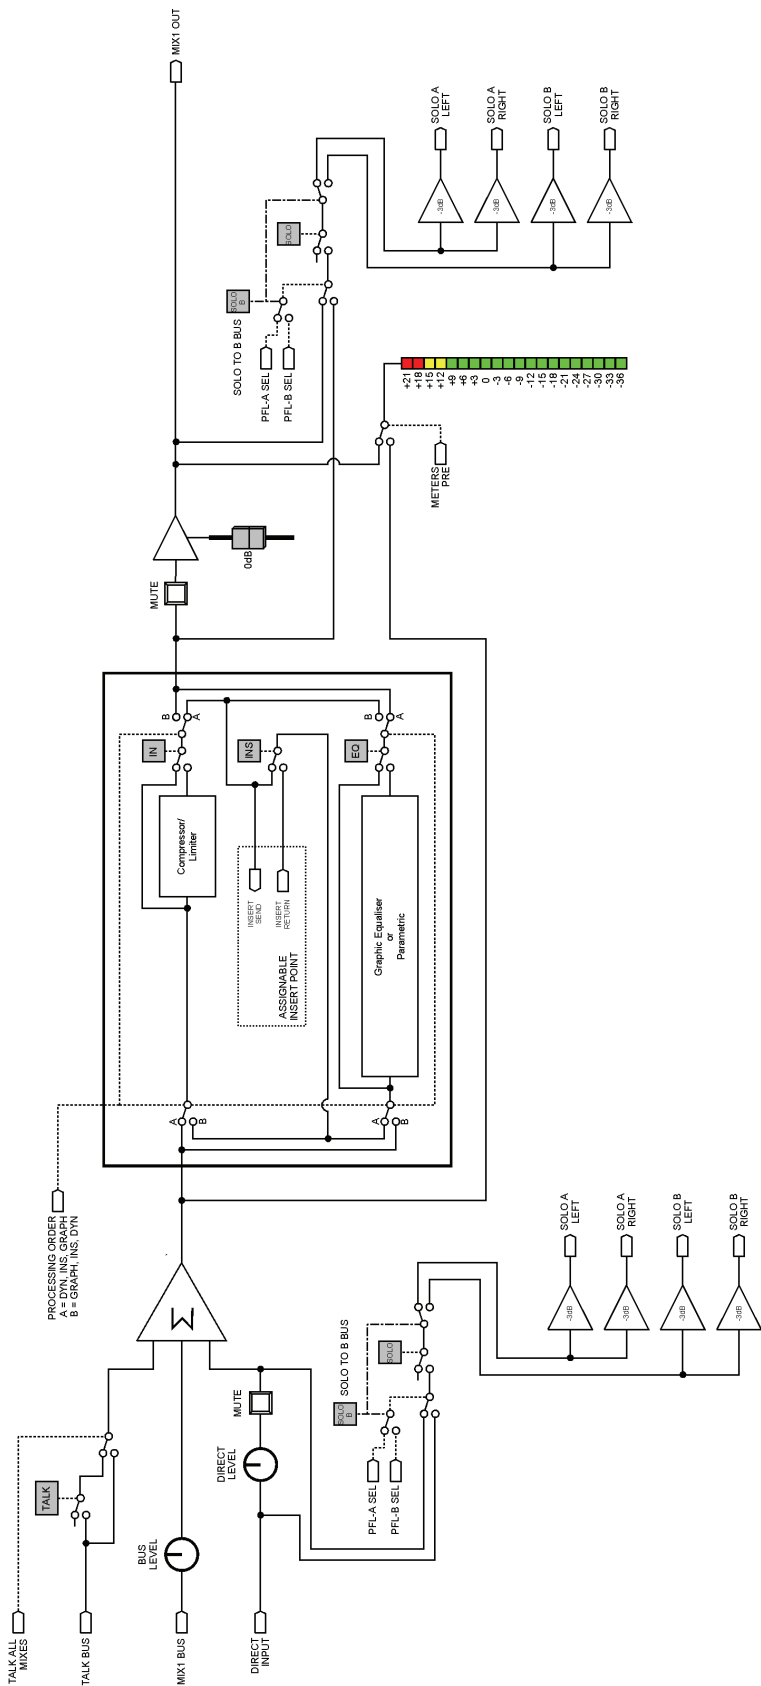 MIX1 OUT
SOLO A
LEFT
SOLO A
RIGHT
SOLO B
LEFT
SOLO B
RIGHT
-3dB
-3dB
-3dB
-3dB
SOLO
SOLO
B
SOLO TO B BUS
PFL-A SEL
PFL-B SEL
+21
+18
+15
+12
+9
+6
+3
0
-3
-6
-9
-12
-15
-18
-21
-24
-27
-30
-33
-36
METERS
PRE
0dB
MUTE
B
A
B
A
IN
INS
EQ
Compressor/
Limiter
INSERT
SEND
INSERT
RETURN
ASSIGNABLE
INSERT POINT
Graphic Equaliser
or
Parametric
A
B
A
B
PROCESSING ORDER
A = DYN, INS, GRAPH
B = GRAPH, INS, DYN
Σ
SOLO A
LEFT
SOLO A
RIGHT
SOLO B
LEFT
SOLO B
RIGHT
-3dB
-3dB
-3dB
-3dB
SOLO TO B BUS
SOLO
SOLO
B
PFL-A SEL
PFL-B SEL
MUTE
DIRECT
LEVEL
TALK
BUS
LEVEL
TALK ALL
MIXES
TALK BUS
MIX1 BUS
DIRECT
INPUT